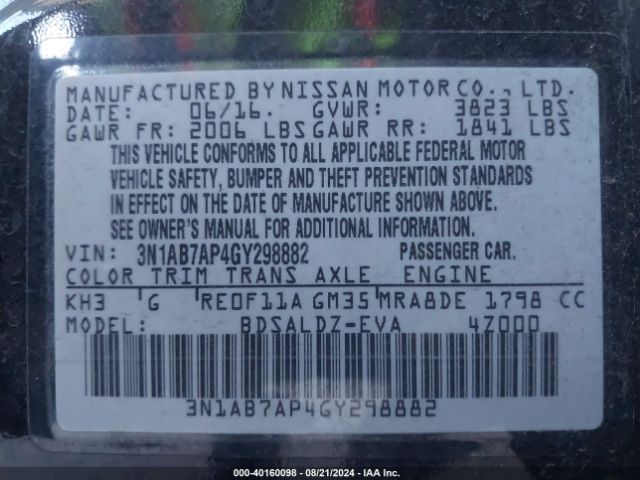 MANUFACTURED BY NISSAN MOTOR CO., LTD.
DATE: 06/16. GVWR: 3823 LBS
GAWR FR: 2006 LBS GAWR RR: 1841 LBS
THIS VEHICLE CONFORMS TO ALL APPLICABLE FEDERAL MOTOR
VEHICLE SAFETY, BUMPER AND THEFT PREVENTION STANDARDS
IN EFFECT ON THE DATE OF MANUFACTURE SHOWN ABOVE.
SEE OWNER'S MANUAL FOR ADDITIONAL INFORMATION.
VIN: 3N1AB7AP4GY298882 PASSENGER CAR.
COLOR TRIM TRANS AXLE ENGINE
KH3 G RE0F11A GM35 MRA8DE 1798 CC
MODEL: BDSALDZ-EVA 4Z000
3N1AB7AP4GY298882
000-40160098 - 08/21/2024 - IAA Inc.